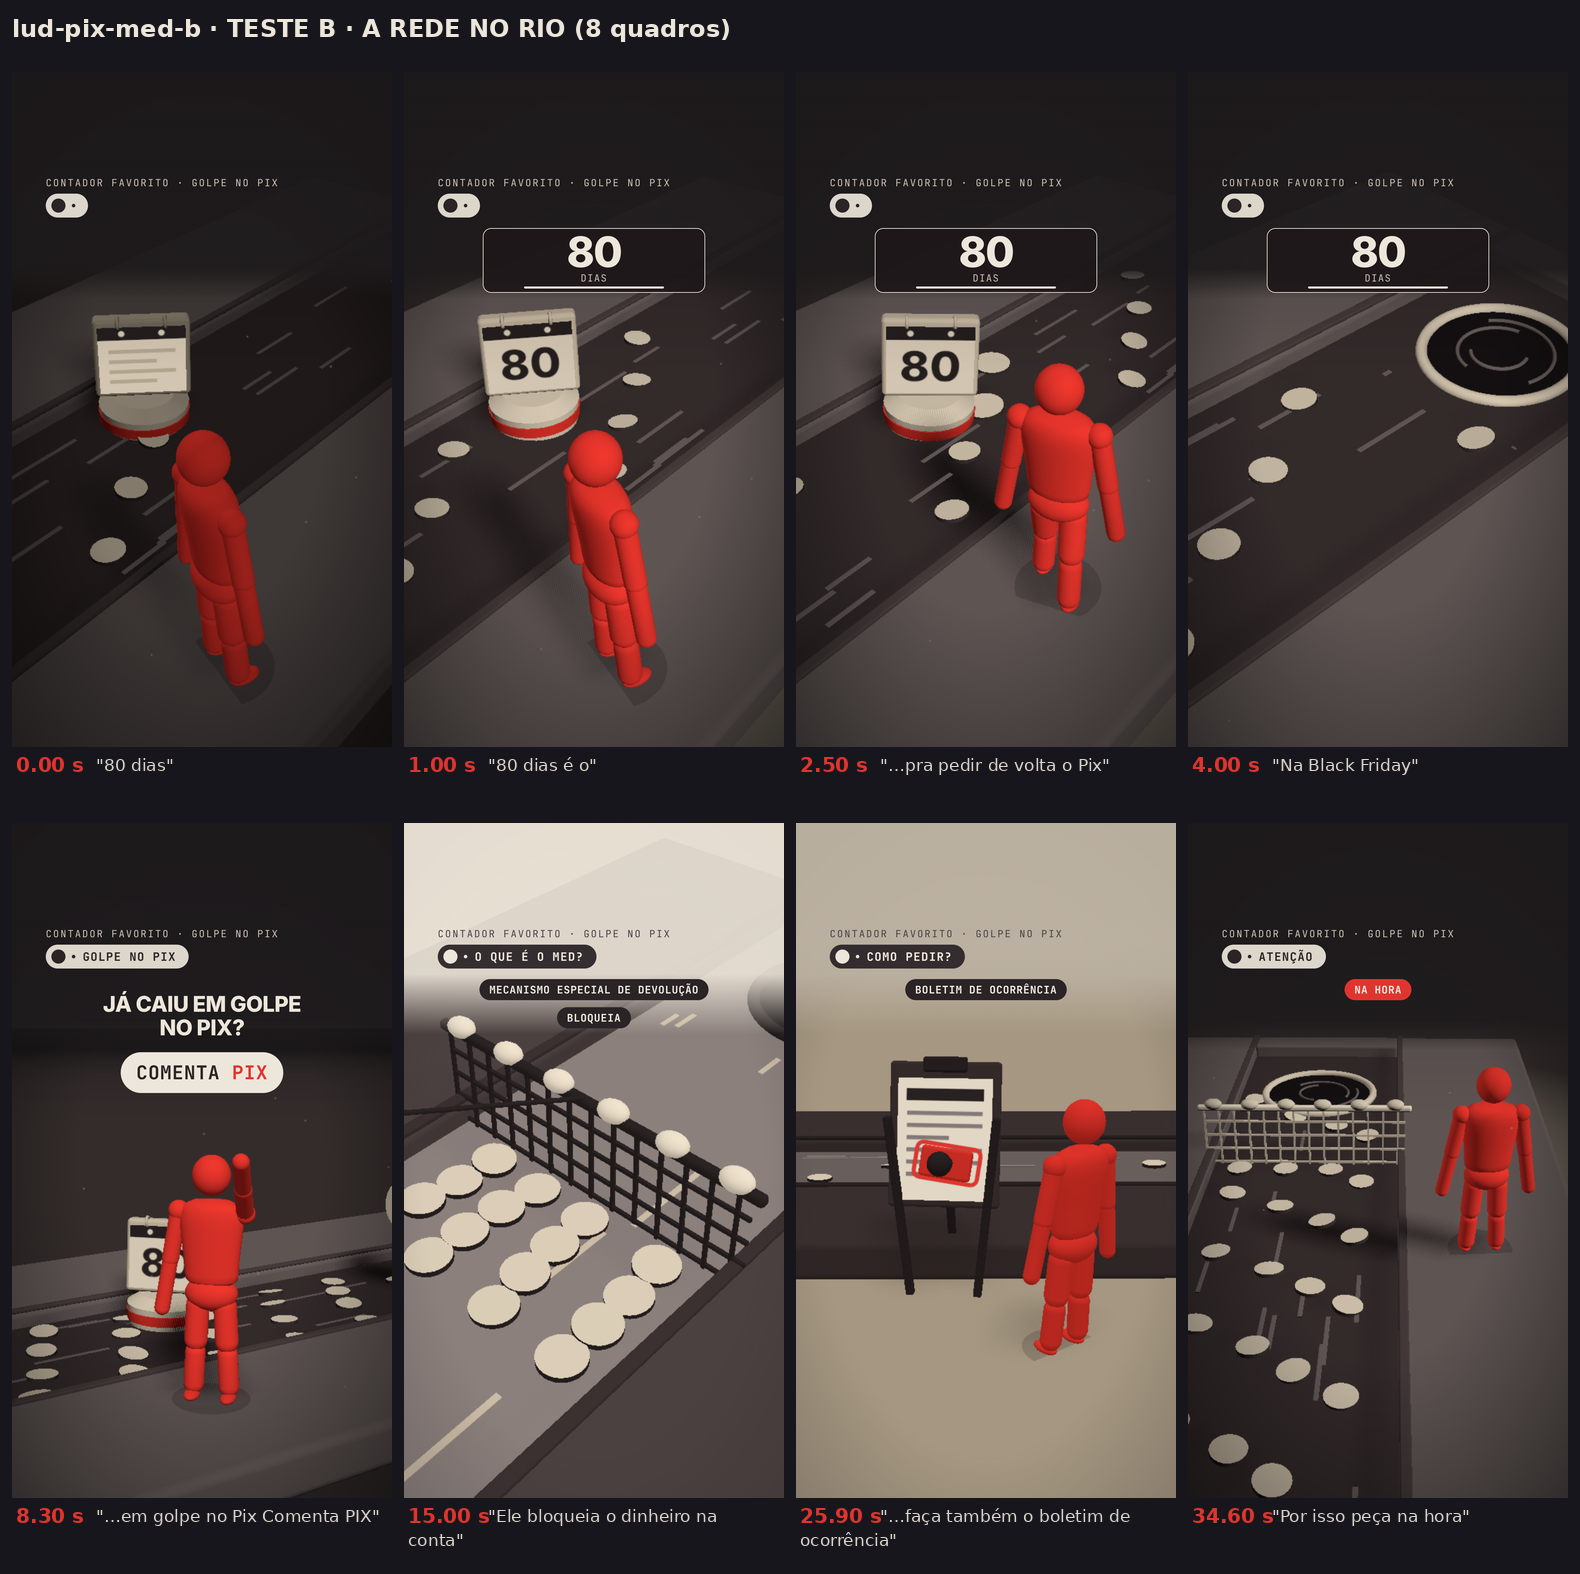 lud-pix-med-b · TESTE B · A REDE NO RIO (8 quadros)
CONTADOR FAVORITO · GOLPE NO PIX
0.00 s "80 dias"
CONTADOR FAVORITO · GOLPE NO PIX
80
DIAS
80
1.00 s "80 dias é o"
CONTADOR FAVORITO · GOLPE NO PIX
80
DIAS
80
2.50 s "...pra pedir de volta o Pix"
CONTADOR FAVORITO · GOLPE NO PIX
80
DIAS
4.00 s "Na Black Friday"
CONTADOR FAVORITO · GOLPE NO PIX
• GOLPE NO PIX
JÁ CAIU EM GOLPE
NO PIX?
COMENTA PIX
8
8.30 s "...em golpe no Pix Comenta PIX"
CONTADOR FAVORITO · GOLPE NO PIX
• O QUE É O MED?
MECANISMO ESPECIAL DE DEVOLUÇÃO
BLOQUEIA
15.00 s "Ele bloqueia o dinheiro na
conta"
CONTADOR FAVORITO · GOLPE NO PIX
• COMO PEDIR?
BOLETIM DE OCORRÊNCIA
25.90 s "...faça também o boletim de
ocorrência"
CONTADOR FAVORITO · GOLPE NO PIX
• ATENÇÃO
NA HORA
34.60 s "Por isso peça na hora"